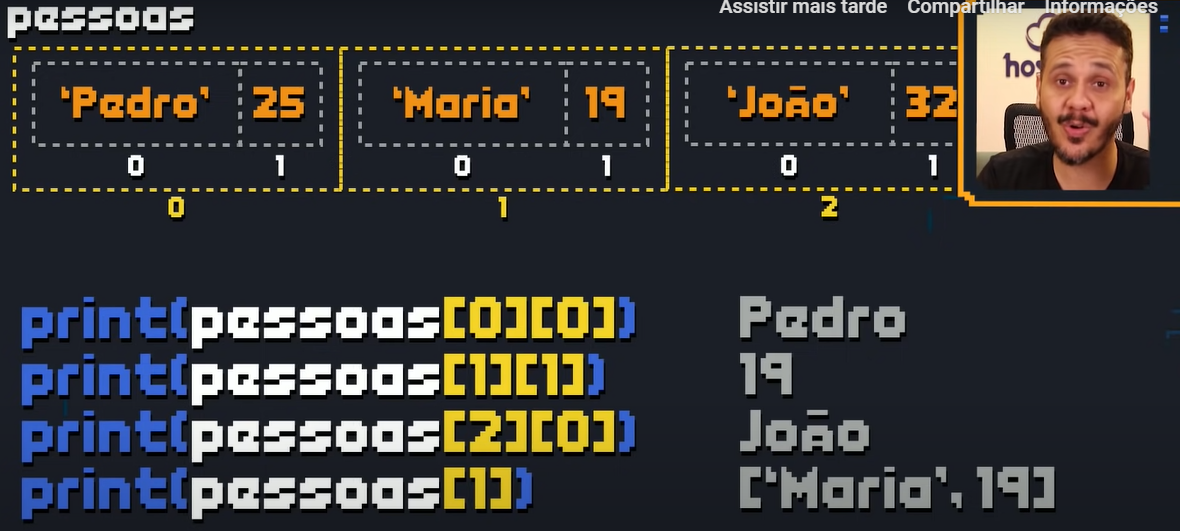 pessoas
Assistir mais tarde Compartilhar Informações
'Pedro' 25 'Maria' 19 'João' 32
0 1 0 1 0 1
0 1 2
print(pessoas[0][0]) Pedro
print(pessoas[1][1]) 19
print(pessoas[2][0]) João
print(pessoas[1]) ['Maria', 19]